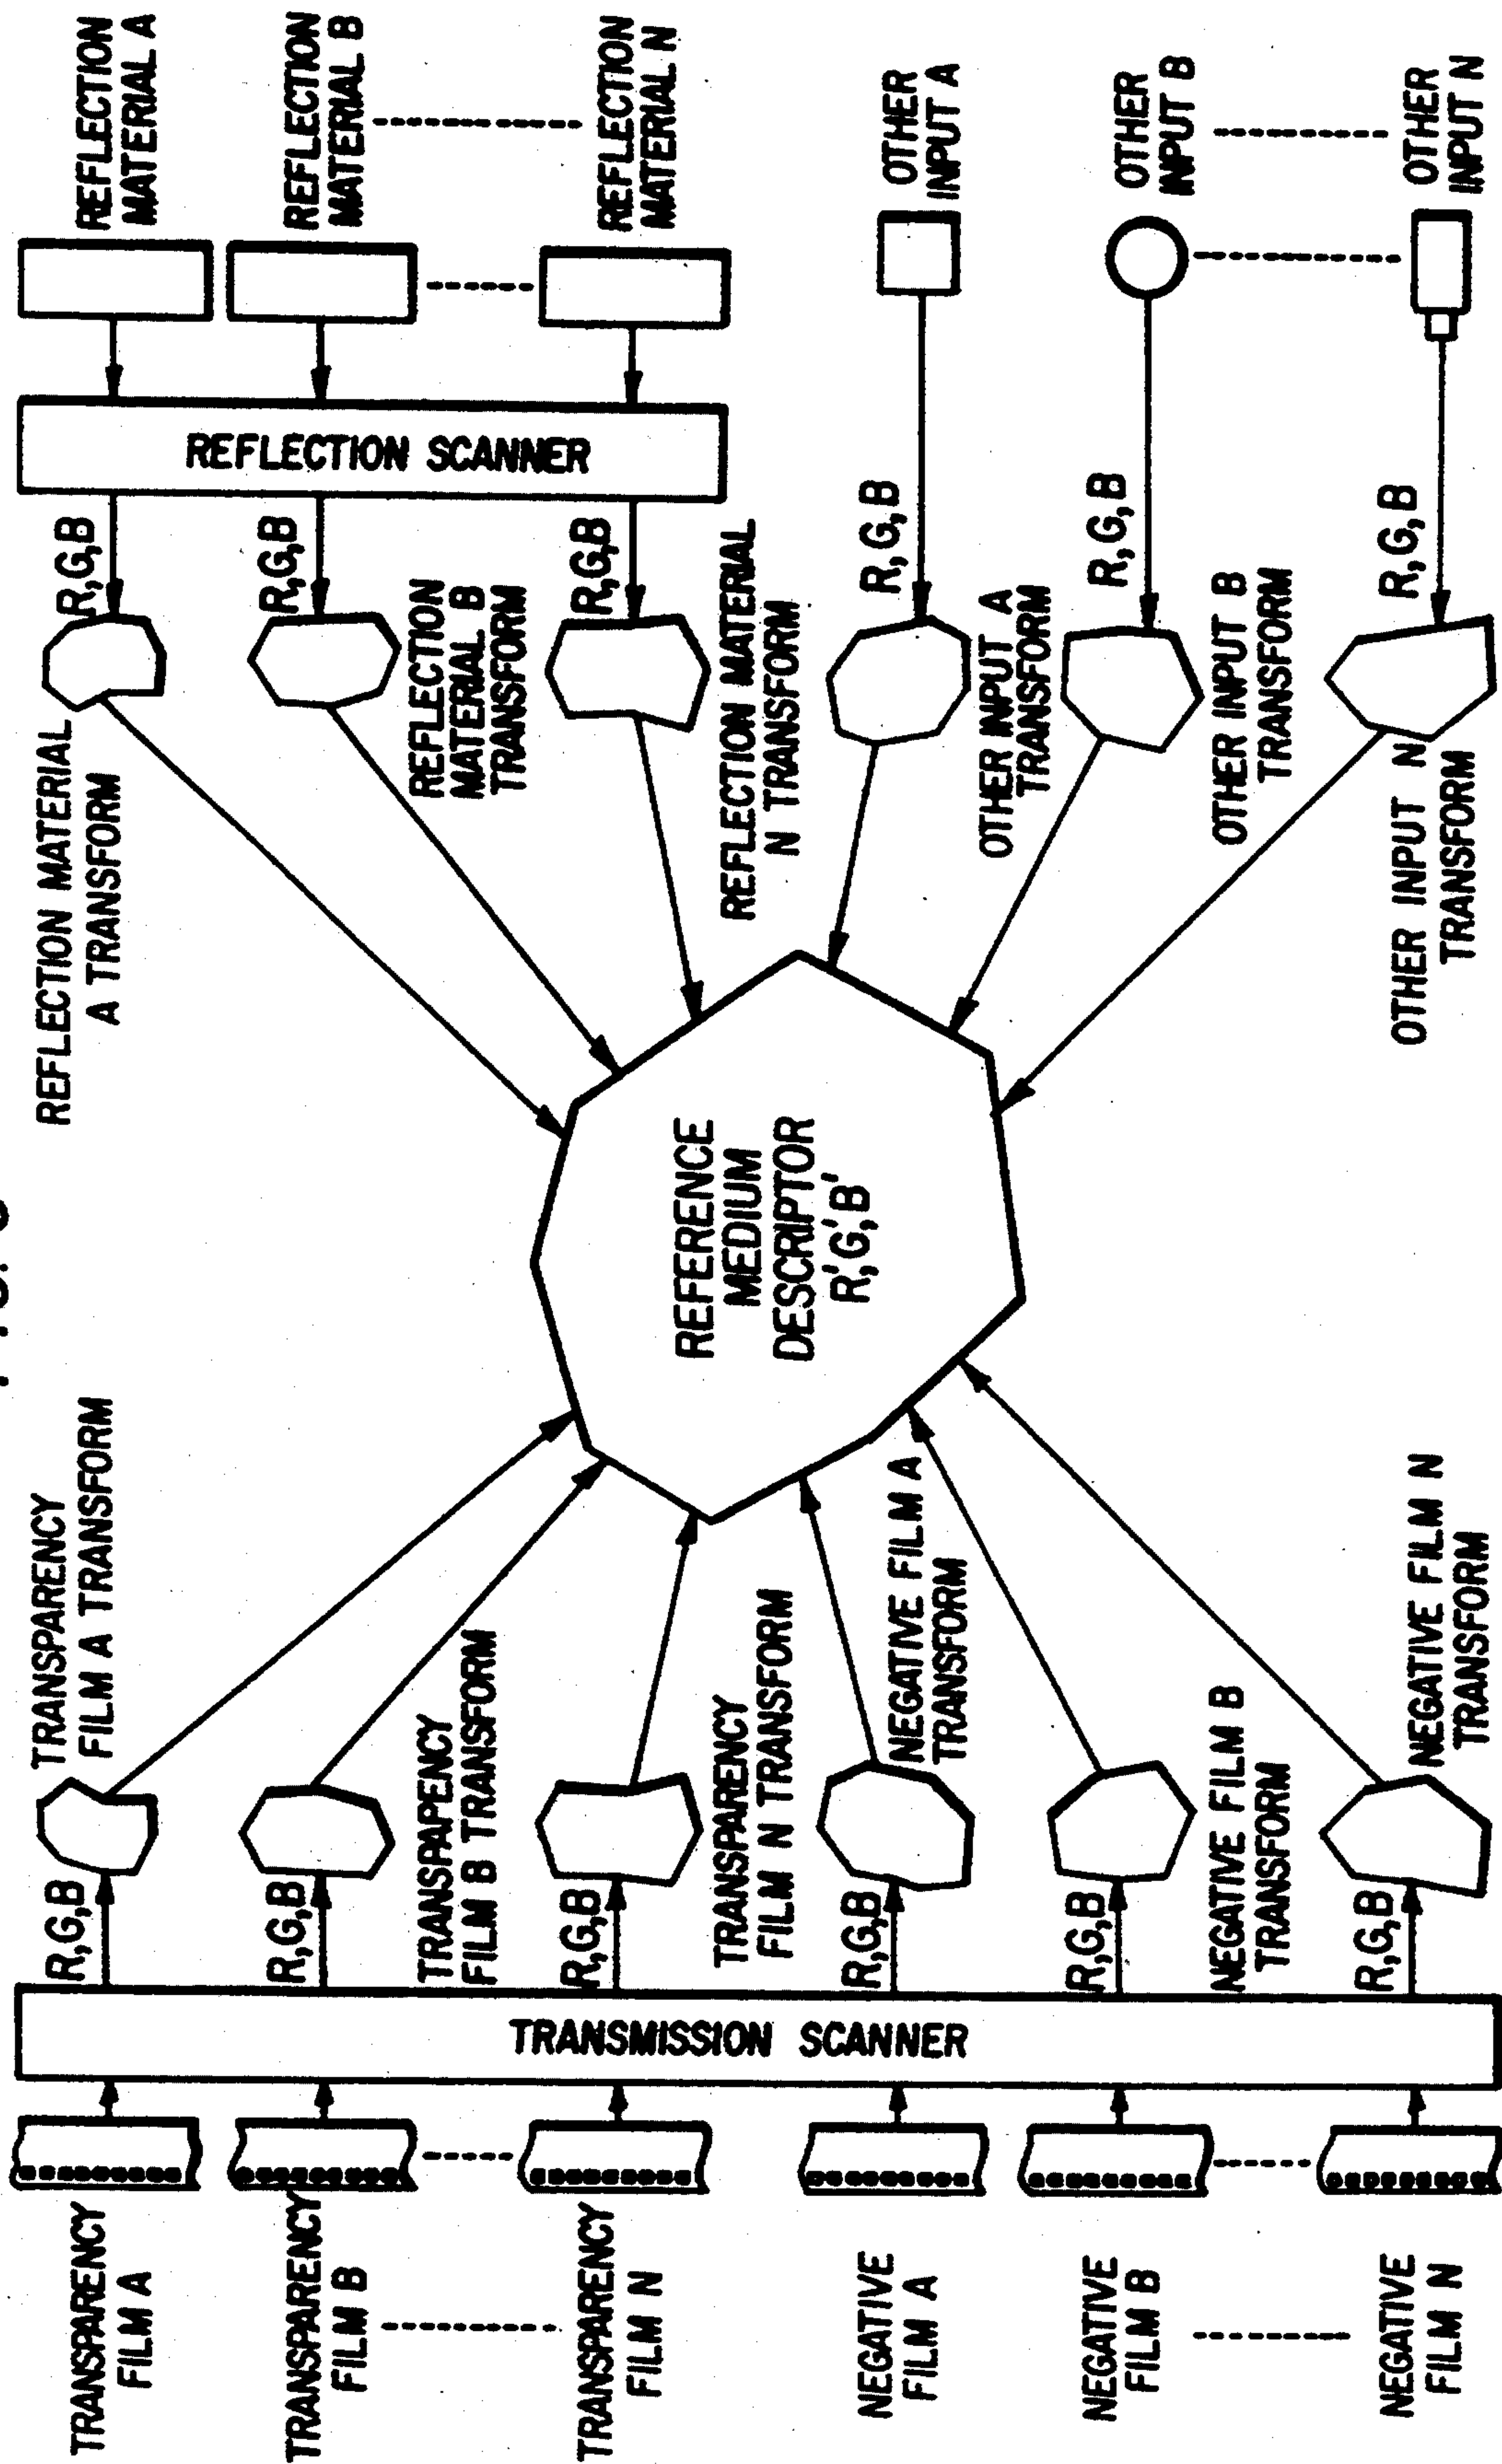 TRANSPARENCY
FILM A
TRANSPARENCY
FILM B
TRANSPARENCY
FILM N
NEGATIVE
FILM A
NEGATIVE
FILM B
NEGATIVE
FILM N
TRANSMISSION SCANNER
R,G,B
R,G,B
R,G,B
R,G,B
R,G,B
R,G,B
TRANSPARENCY
FILM A TRANSFORM
TRANSPAPENCY
FILM B TRANSFORM
TRANSPARENCY
FILM N TRANSFORM
NEGATIVE FILM A
TRANSFORM
NEGATIVE FILM B
TRANSFORM
NEGATIVE FILM N
TRANSFORM
REFERENCE
MEDIUM
DESCRIPTOR
R',G',B'
REFLECTION MATERIAL
A TRANSFORM
REFLECTION
MATERIAL B
TRANSFORM
REFLECTION MATERIAL
N TRANSFORM
OTHER INPUT A
TRANSFORM
OTHER INPUT B
TRANSFORM
OTHER INPUT N
TRANSFORM
R,G,B
R,G,B
R,G,B
R,G,B
R,G,B
R,G,B
REFLECTION SCANNER
REFLECTION
MATERIAL A
REFLECTION
MATERIAL B
REFLECTION
MATERIAL N
OTHER
INPUT A
OTHER
INPUT B
OTHER
INPUT N